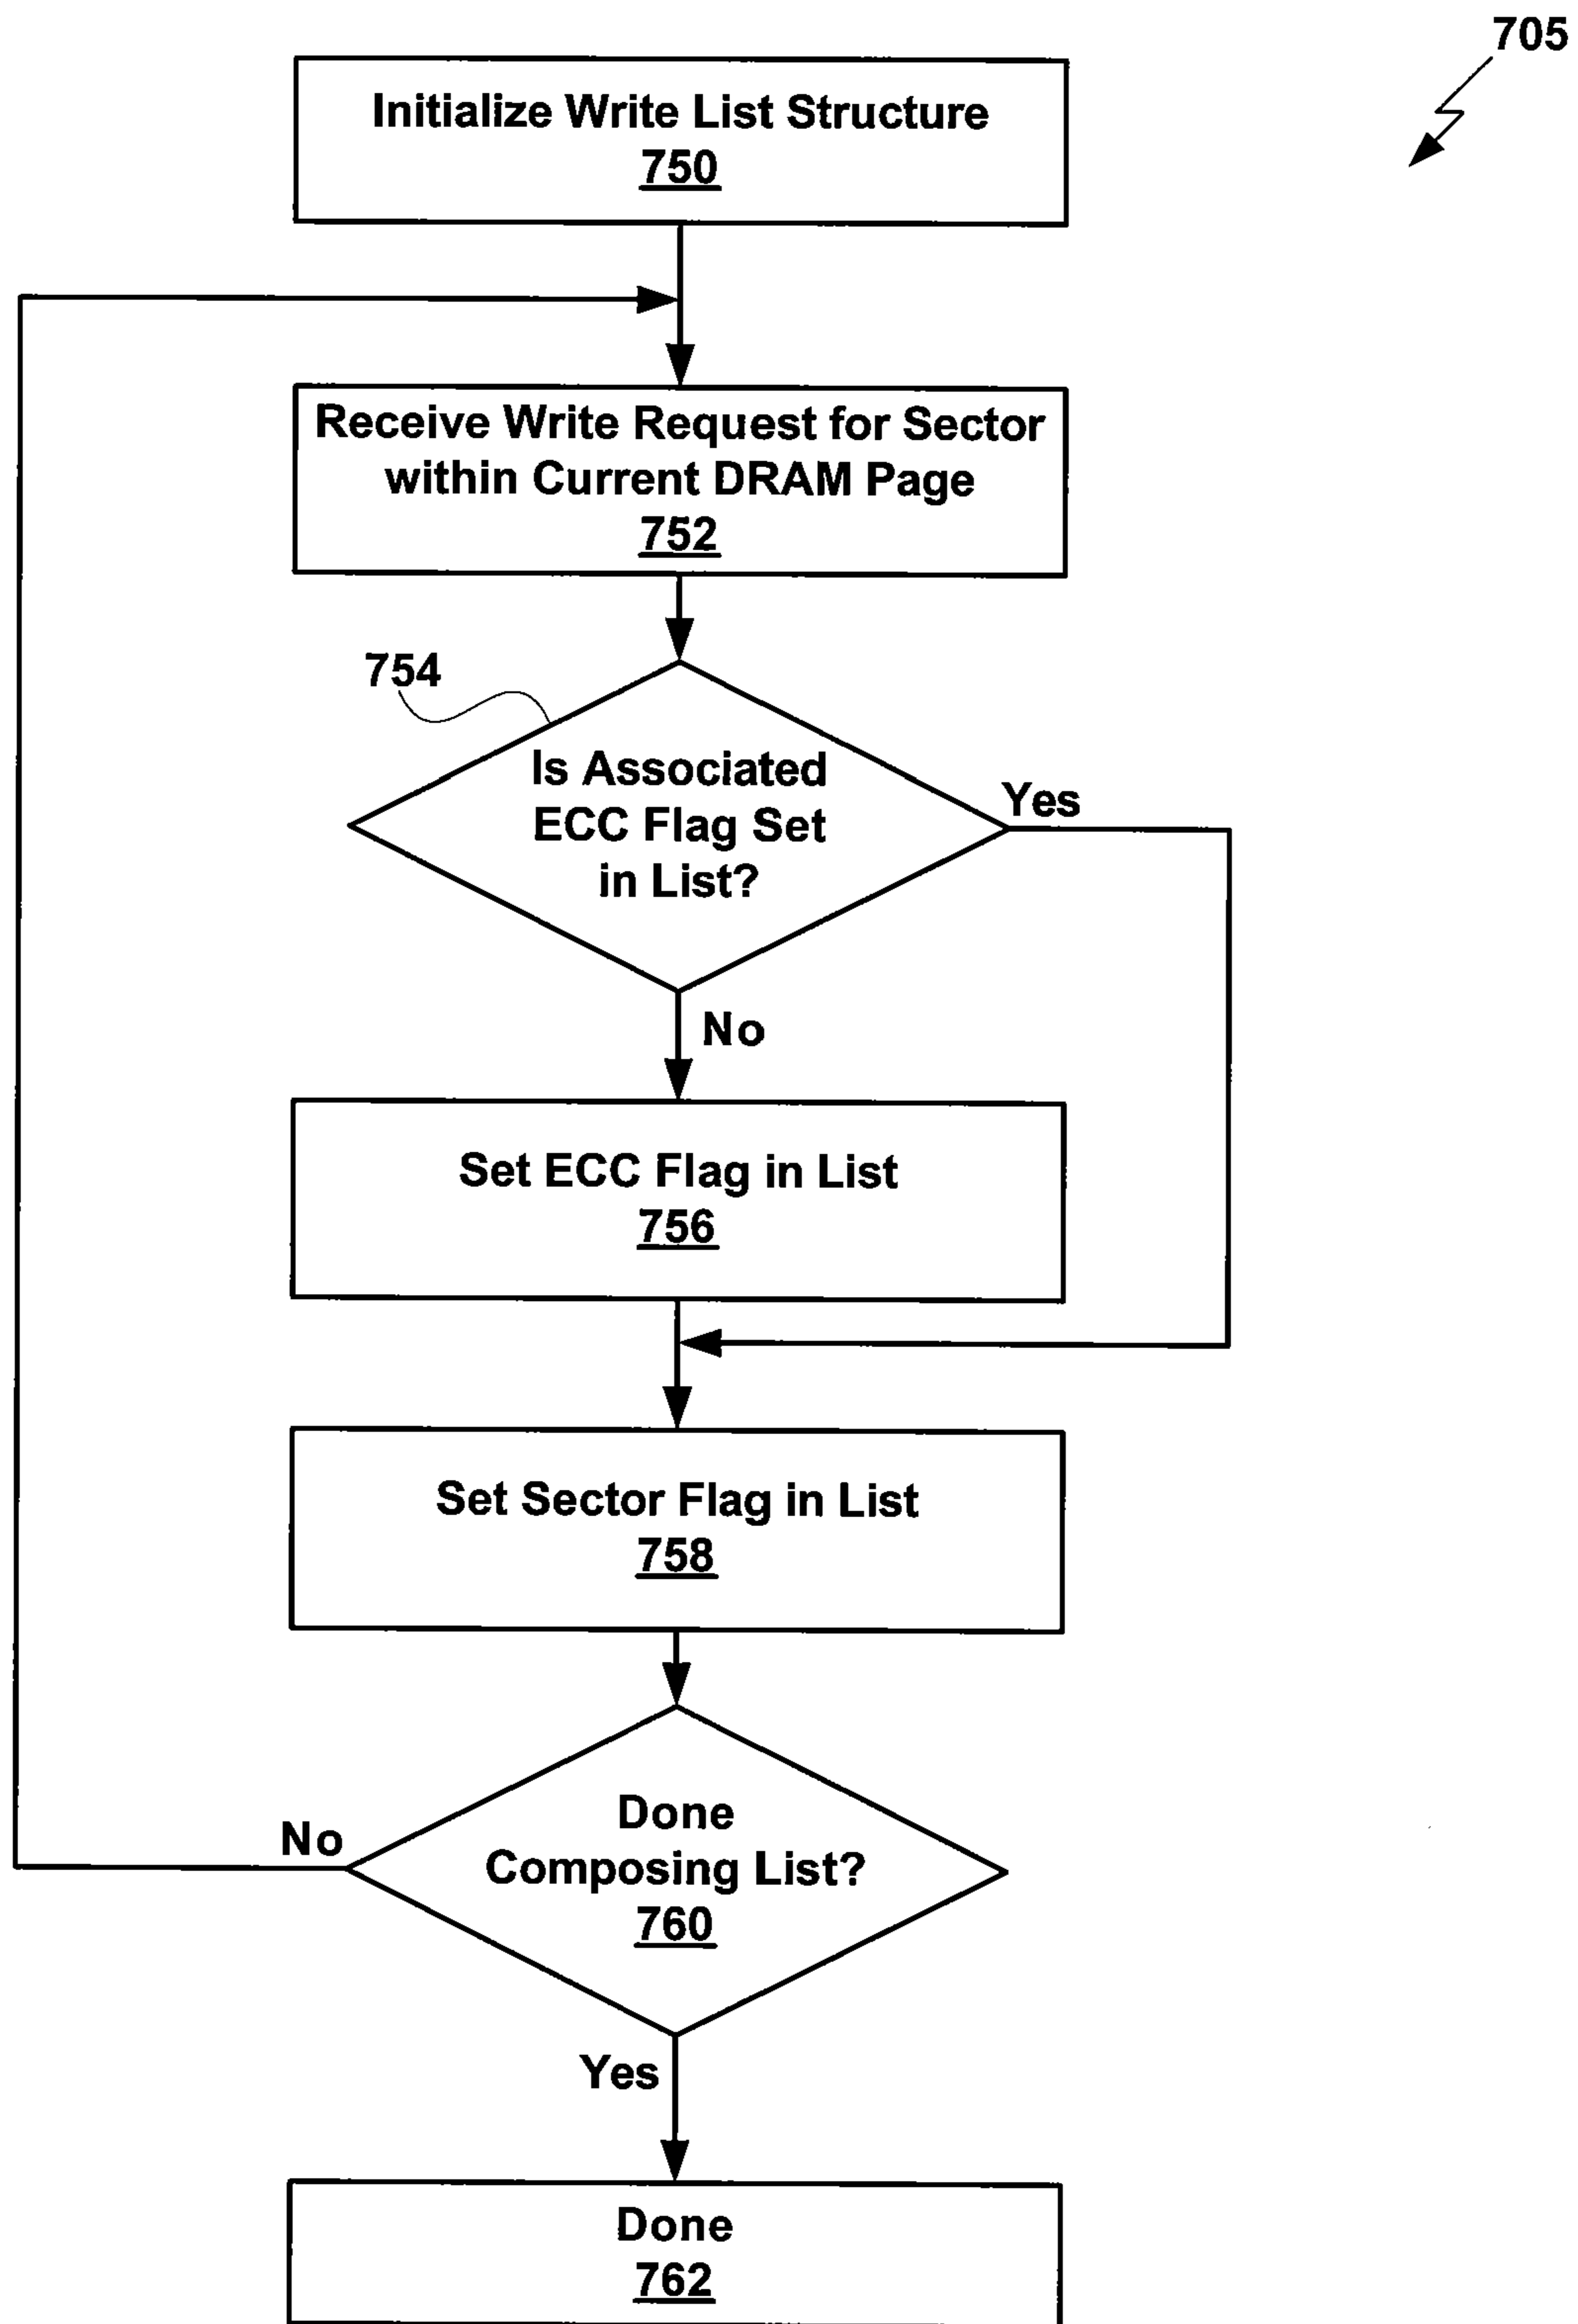 705
Initialize Write List Structure
750
Receive Write Request for Sector
within Current DRAM Page
752
754
Is Associated
ECC Flag Set
in List?
Yes
No
Set ECC Flag in List
756
Set Sector Flag in List
758
Done
Composing List?
760
No
Yes
Done
762